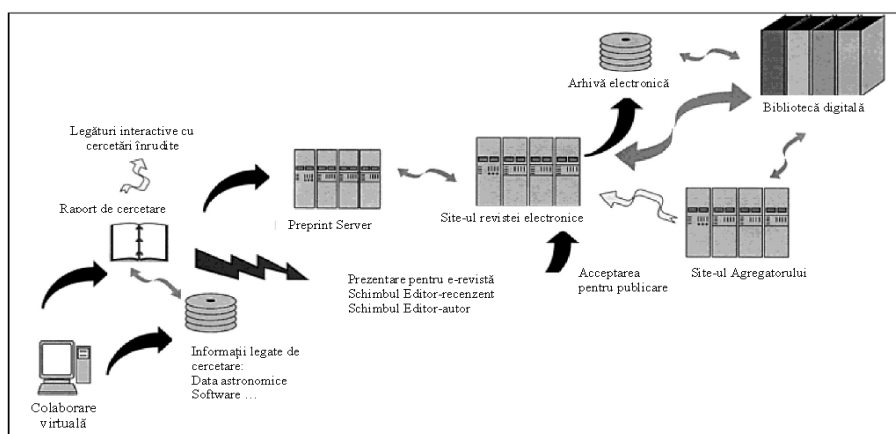 Legături interactive cu
cercetări înrudite
Raport de cercetare
Colaborare
virtuală
Informații legate de
cercetare:
Data astronomice
Software ...
Preprint Server
Prezentare pentru e-revistă
Schimbul Editor-recenzent
Schimbul Editor-autor
Site-ul revistei electronice
Acceptarea
pentru publicare
Arhivă electronică
Bibliotecă digitală
Site-ul Agregatorului